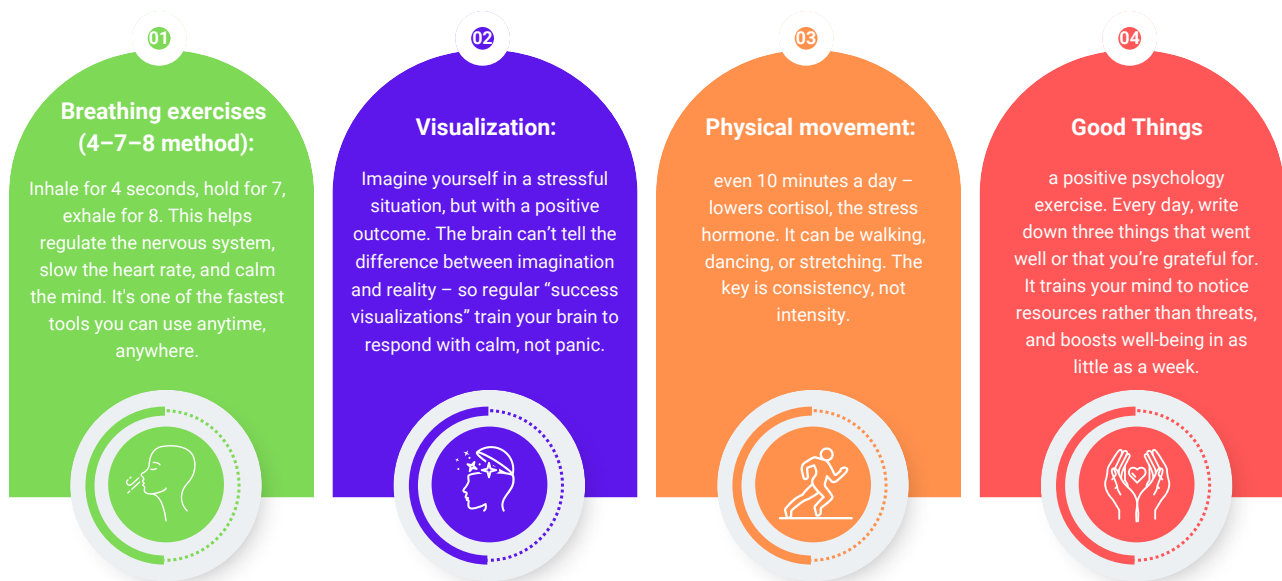 01
Breathing exercises
(4–7–8 method):
Inhale for 4 seconds, hold for 7,
exhale for 8. This helps
regulate the nervous system,
slow the heart rate, and calm
the mind. It's one of the fastest
tools you can use anytime,
anywhere.
02
Visualization:
Imagine yourself in a stressful
situation, but with a positive
outcome. The brain can’t tell the
difference between imagination
and reality – so regular “success
visualizations” train your brain to
respond with calm, not panic.
03
Physical movement:
even 10 minutes a day –
lowers cortisol, the stress
hormone. It can be walking,
dancing, or stretching. The
key is consistency, not
intensity.
04
Good Things
a positive psychology
exercise. Every day, write
down three things that went
well or that you’re grateful for.
It trains your mind to notice
resources rather than threats,
and boosts well-being in as
little as a week.